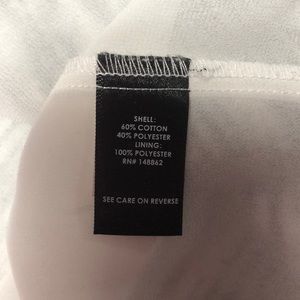 SHELL:
60% COTTON
40% POLYESTER
LINING:
100% POLYESTER
RN# 148862
SEE CARE ON REVERSE